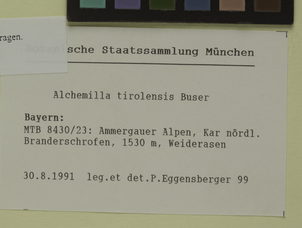 ragen.
sche Staatssammlung München
Alchemilla tirolensis Buser
Bayern:
MTB 8430/23: Ammergauer Alpen, Kar nördl.
Branderschrofen, 1530 m, Weiderasen
30.8.1991 leg.et det.P.Eggensberger 99